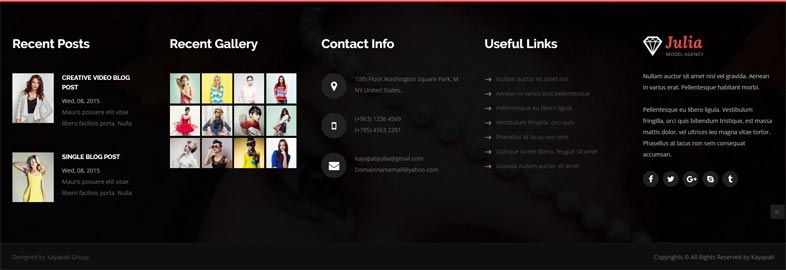 Recent Posts
CREATIVE VIDEO BLOG
POST
Wed, 08, 2015
Mauris posuere elit vitae
libero facilisis porta. Nulla
SINGLE BLOG POST
Wed, 08, 2015
Mauris posuere elit vitae
libero facilisis porta. Nulla
Recent Gallery
Contact Info
10th Floor,Washington Square Park, M
NY United States.
(+963) 1236 4569
(+785) 4563 2281
kayapatijuilia@gmail.com
Domainnamemail@yahoo.com
Useful Links
Nullam auctor sit amet nisl
Aenean in varius erat pellentesque
Pellentesque eu libero ligula
Vestibulum fringilla, orci quis
Phasellus at lacus non sem
Quisque lorem libero, feugiat sit amet
Gravida nullam auctor sit amet
Julia
MODEL AGENCY
Nullam auctor sit amet nisl vel gravida. Aenean
in varius erat. Pellentesque habitant morbi.
Pellentesque eu libero ligula. Vestibulum
fringilla, orci quis bibendum tristique, est massa
mattis dolor, vel ultrices leo magna vitae tortor.
Phasellus at lacus non sem consequat
accumsan.
Designed by Kayapati Group
Copyrights © All Rights Reserved by Kayapati